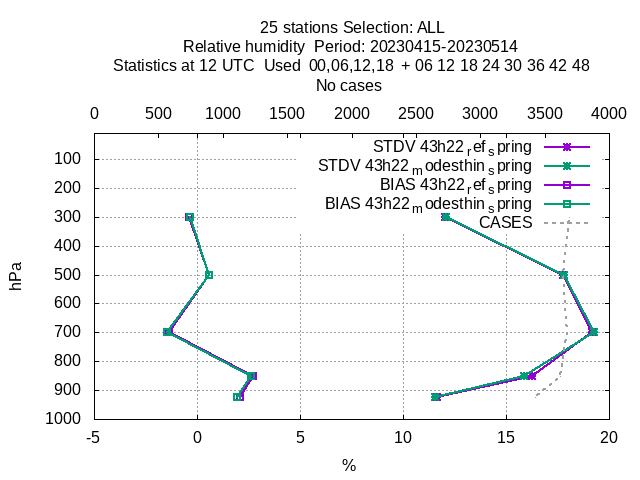 25 stations Selection: ALL
Relative humidity  Period: 20230415-20230514
Statistics at 12 UTC  Used  00,06,12,18  + 06 12 18 24 30 36 42 48
No cases
0 500 1000 1500 2000 2500 3000 3500 4000
STDV 43h22_ref_spring
STDV 43h22_modesthin_spring
BIAS 43h22_ref_spring
BIAS 43h22_modesthin_spring
CASES
100
200
300
400
500
600
700
800
900
1000
hPa
-5 0 5 10 15 20
%